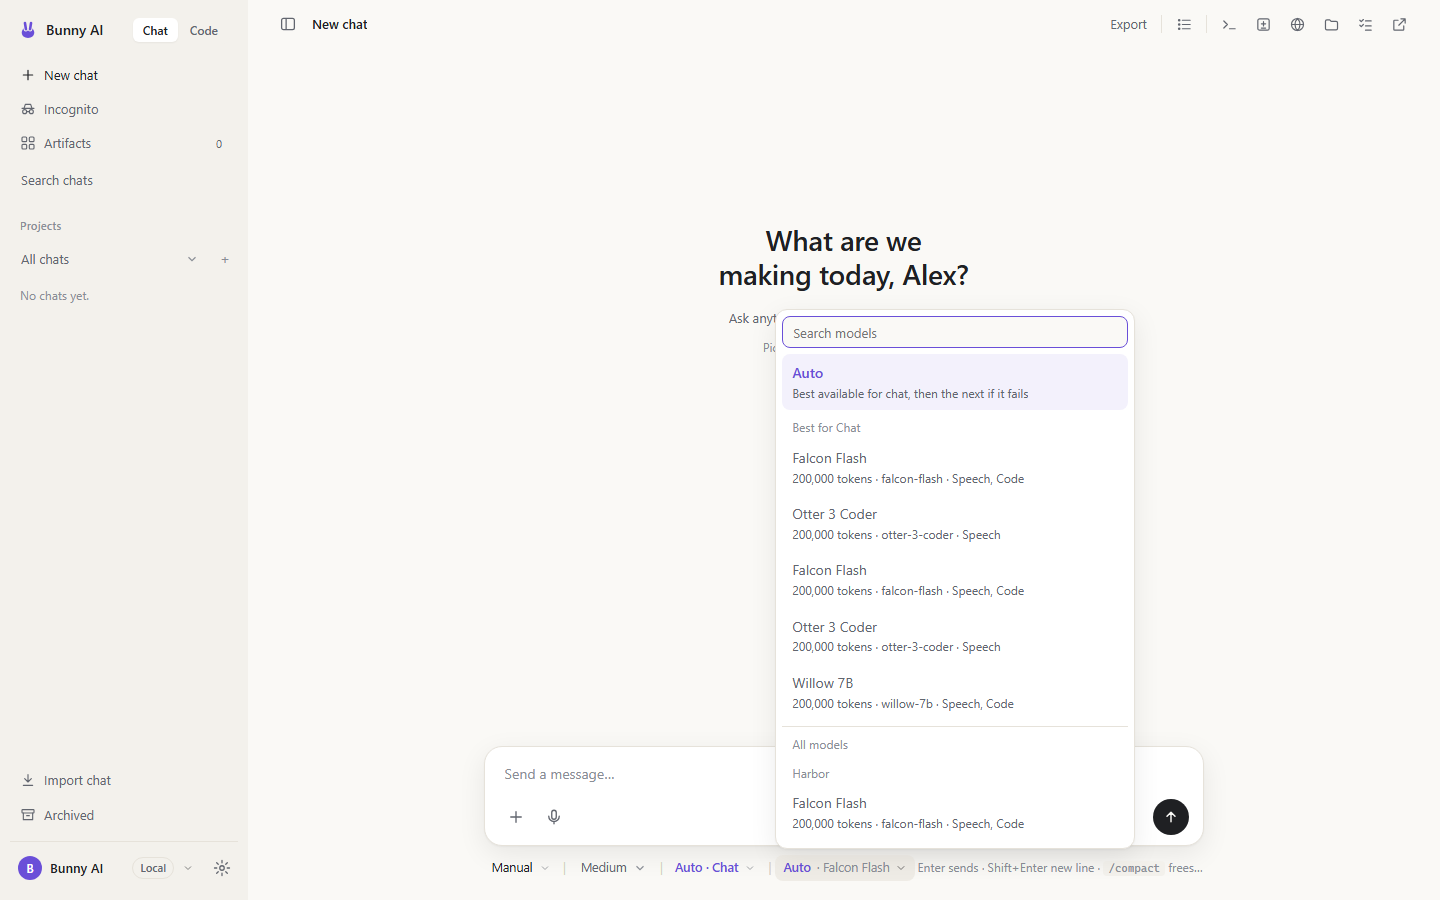 Bunny AI
Chat
Code
New chat
Incognito
Artifacts
0
Search chats
Projects
All chats
No chats yet.
Import chat
Archived
B
Bunny AI
Local
New chat
Export
What are we
making today, Alex?
Ask anyt
Pic
Search models
Auto
Best available for chat, then the next if it fails
Best for Chat
Falcon Flash
200,000 tokens · falcon-flash · Speech, Code
Otter 3 Coder
200,000 tokens · otter-3-coder · Speech
Falcon Flash
200,000 tokens · falcon-flash · Speech, Code
Otter 3 Coder
200,000 tokens · otter-3-coder · Speech
Willow 7B
200,000 tokens · willow-7b · Speech, Code
All models
Harbor
Falcon Flash
200,000 tokens · falcon-flash · Speech, Code
Send a message...
Manual
Medium
Auto · Chat
Auto · Falcon Flash
Enter sends · Shift+Enter new line · /compact frees...